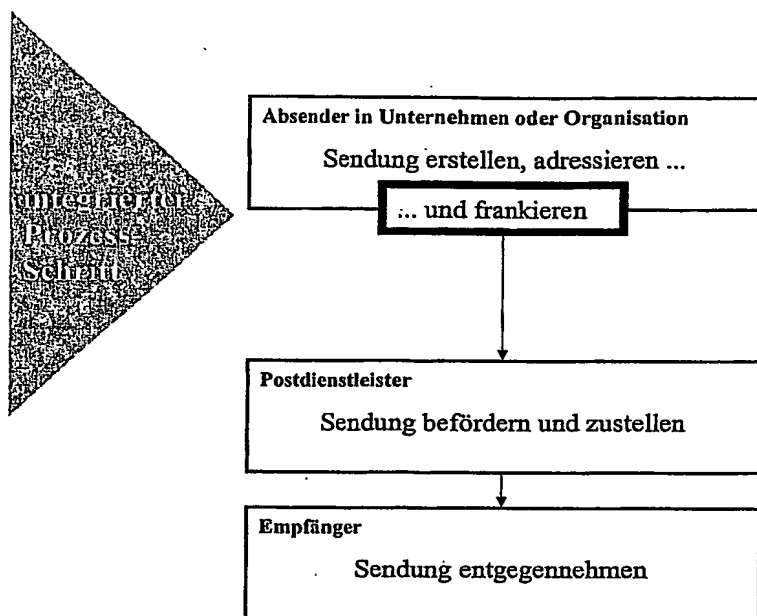 integrierter
Prozess
Schritt
Absender in Unternehmen oder Organisation
Sendung erstellen, adressieren ...
... und frankieren
Postdienstleister
Sendung befördern und zustellen
Empfänger
Sendung entgegennehmen